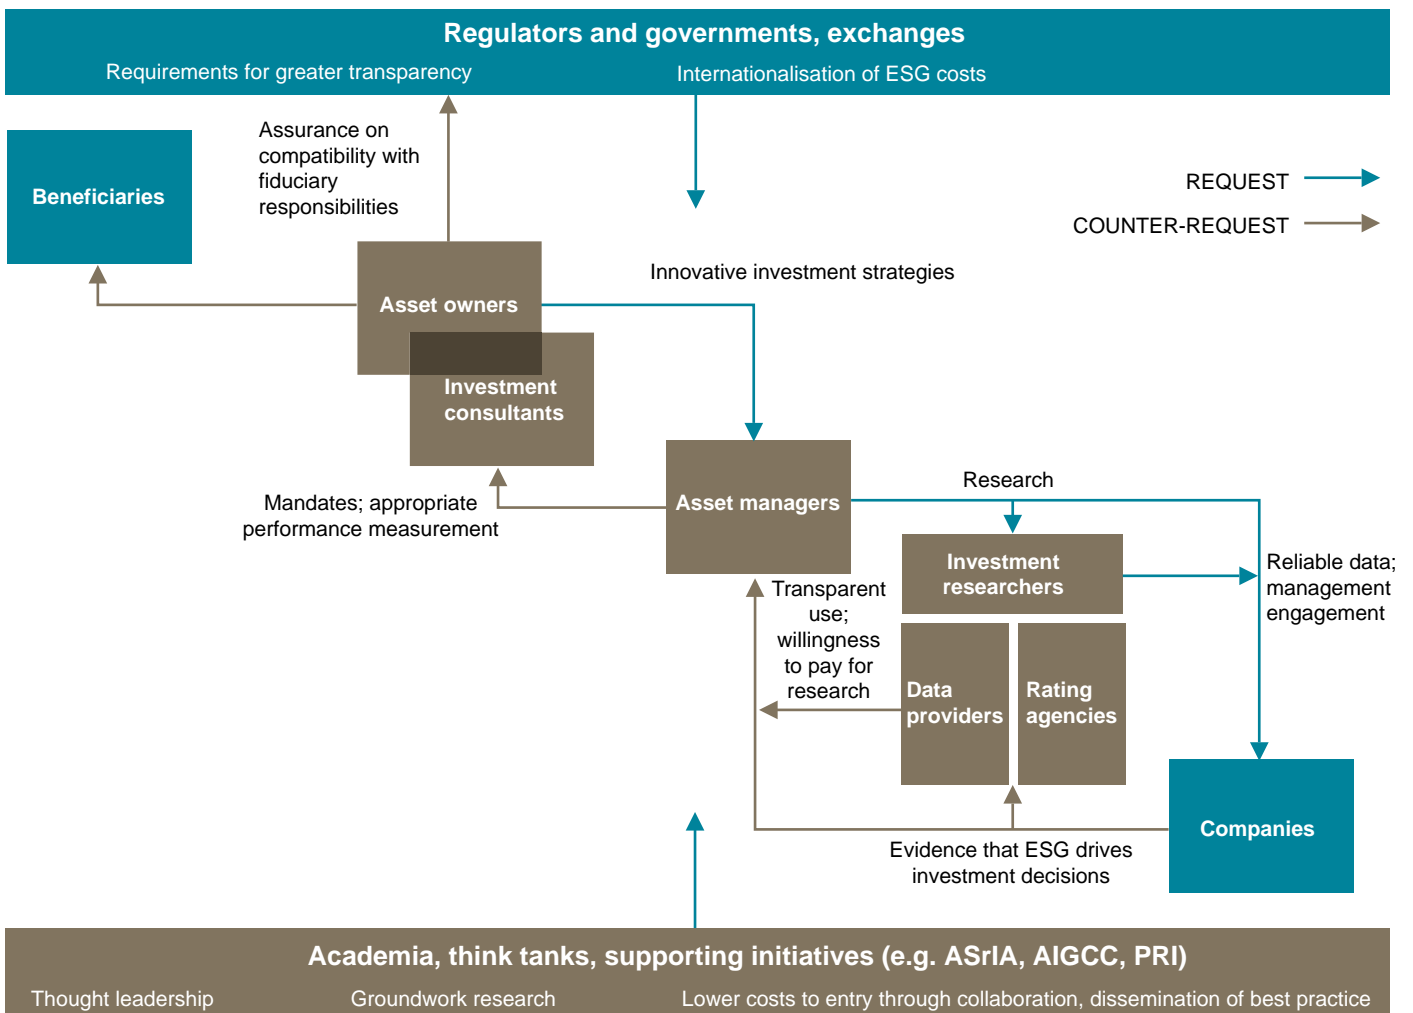 Regulators and governments, exchanges
Requirements for greater transparency
Internationalisation of ESG costs
Assurance on
compatibility with
fiduciary
responsibilities
Beneficiaries
REQUEST
COUNTER-REQUEST
Innovative investment strategies
Asset owners
Investment
consultants
Mandates; appropriate
performance measurement
Asset managers
Research
Investment
researchers
Reliable data;
management
engagement
Transparent
use;
willingness
to pay for
research
Data
providers
Rating
agencies
Companies
Evidence that ESG drives
investment decisions
Academia, think tanks, supporting initiatives (e.g. ASrIA, AIGCC, PRI)
Thought leadership
Groundwork research
Lower costs to entry through collaboration, dissemination of best practice